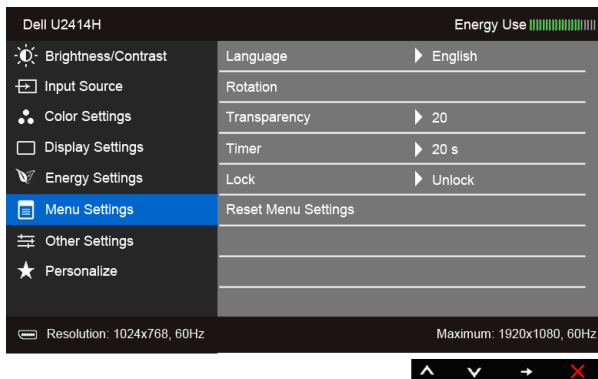 Dell U2414H Energy Use
Brightness/Contrast Language English
Input Source Rotation
Color Settings Transparency 20
Display Settings Timer 20 s
Energy Settings Lock Unlock
Menu Settings Reset Menu Settings
Other Settings
Personalize
Resolution: 1024x768, 60Hz Maximum: 1920x1080, 60Hz